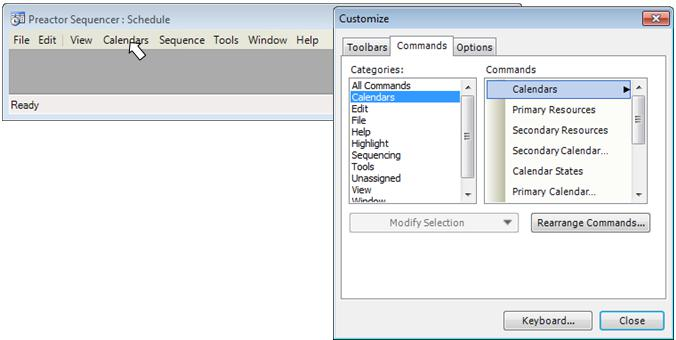 Preactor Sequencer : Schedule
File Edit View Calendars Sequence Tools Window Help
Ready
Customize
Toolbars Commands Options
Categories:
All Commands
Calendars
Edit
File
Help
Highlight
Sequencing
Tools
Unassigned
View
Window
Commands
Calendars
Primary Resources
Secondary Resources
Secondary Calendar...
Calendar States
Primary Calendar...
Modify Selection
Rearrange Commands...
Keyboard...
Close